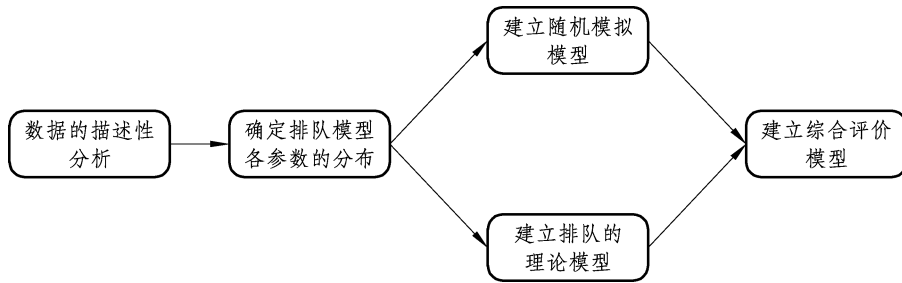 数据的描述性
分析
确定排队模型
各参数的分布
建立随机模拟
模型
建立排队的
理论模型
建立综合评价
模型